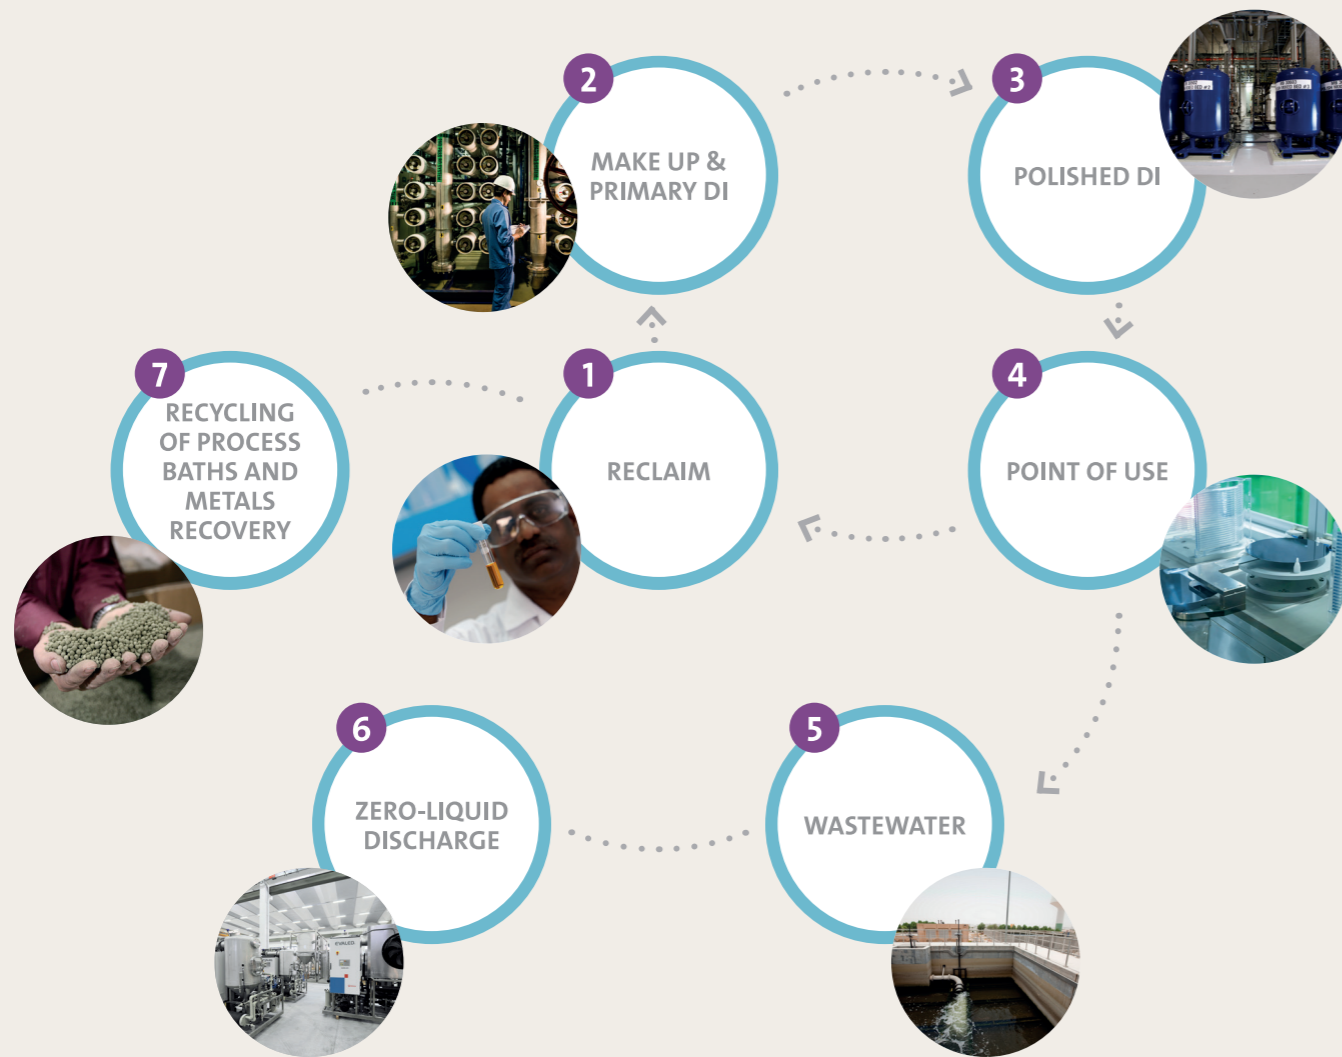 2
MAKE UP &
PRIMARY DI
3
POLISHED DI
7
RECYCLING
OF PROCESS
BATHS AND
METALS
RECOVERY
1
RECLAIM
4
POINT OF USE
6
ZERO-LIQUID
DISCHARGE
5
WASTEWATER
EVALED